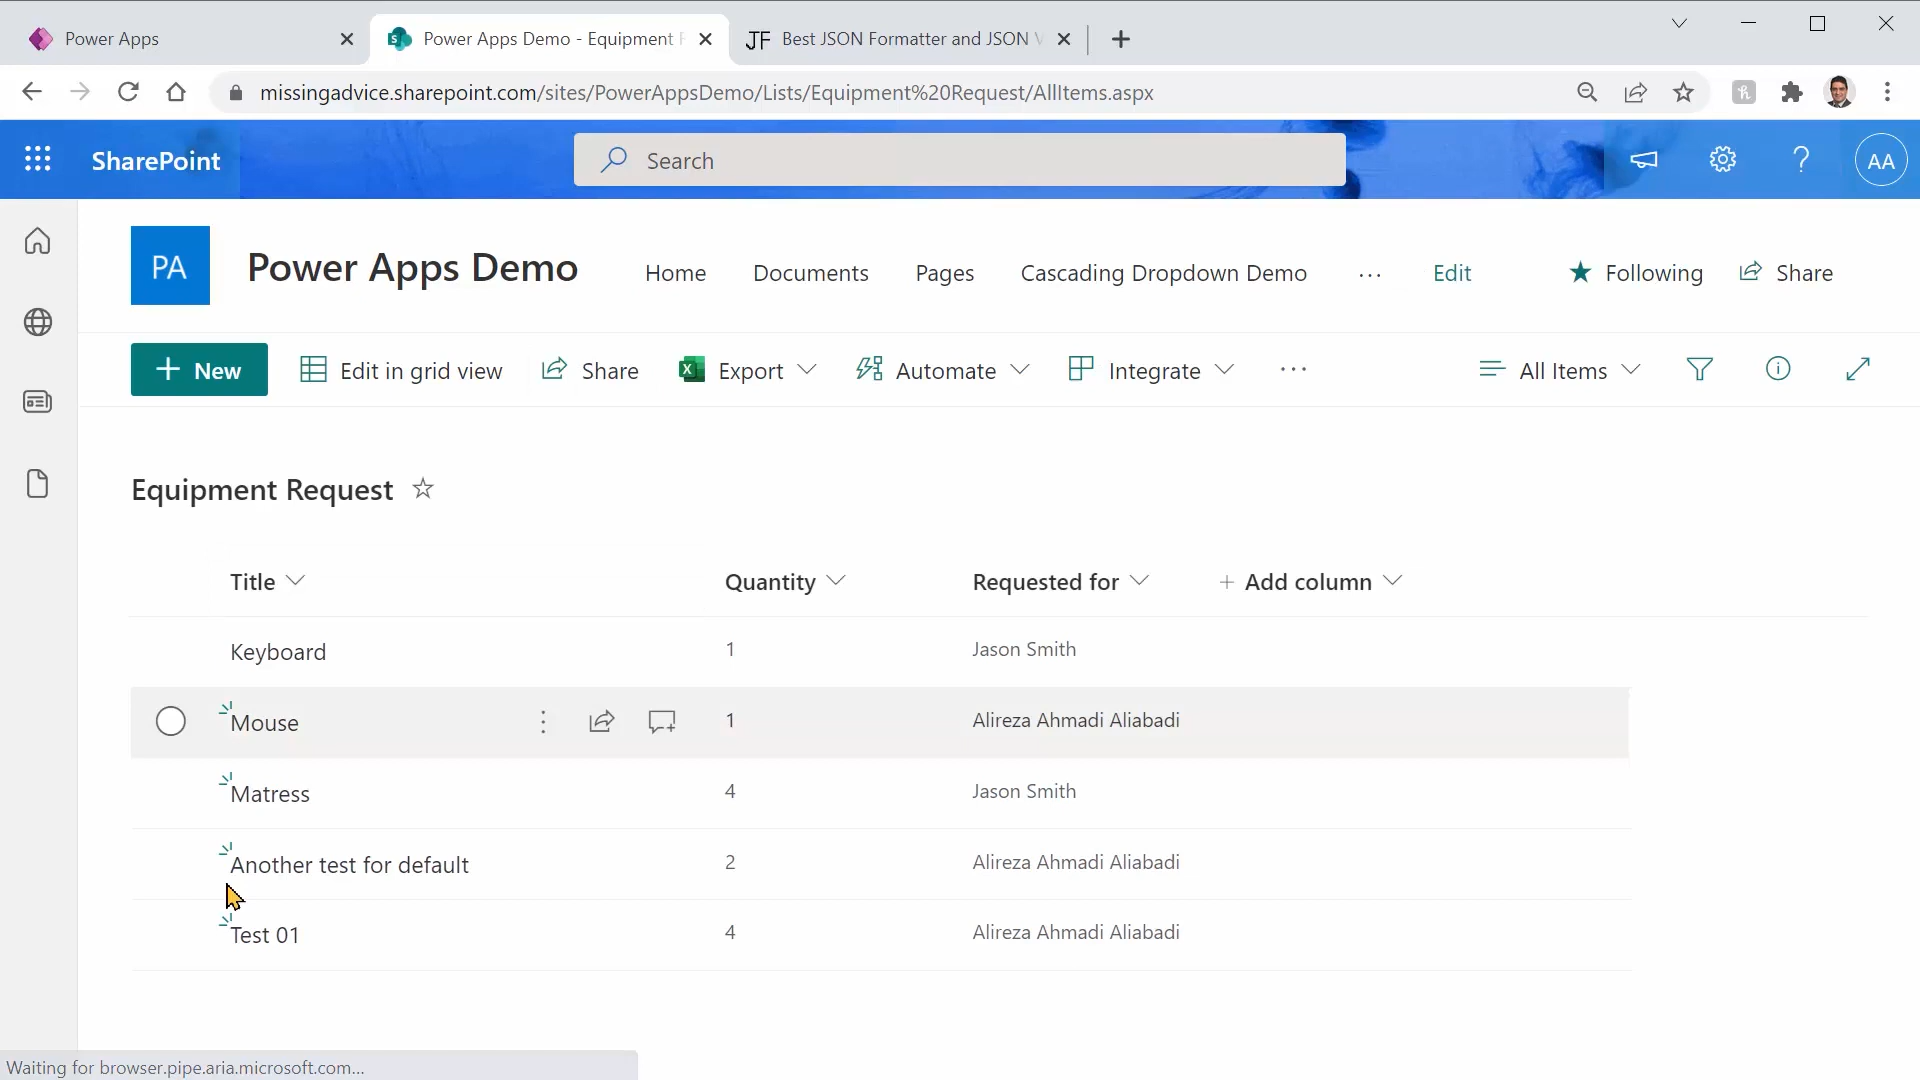 Power Apps
Power Apps Demo - Equipment R
JF Best JSON Formatter and JSON V
missingadvice.sharepoint.com/sites/PowerAppsDemo/Lists/Equipment%20Request/AllItems.aspx
SharePoint
Search
AA
PA
Power Apps Demo
Home
Documents
Pages
Cascading Dropdown Demo
Edit
Following
Share
New
Edit in grid view
Share
Export
Automate
Integrate
All Items
Equipment Request
Title
Quantity
Requested for
Add column
Keyboard
1
Jason Smith
Mouse
1
Alireza Ahmadi Aliabadi
Matress
4
Jason Smith
Another test for default
2
Alireza Ahmadi Aliabadi
Test 01
4
Alireza Ahmadi Aliabadi
Waiting for browser.pipe.aria.microsoft.com...